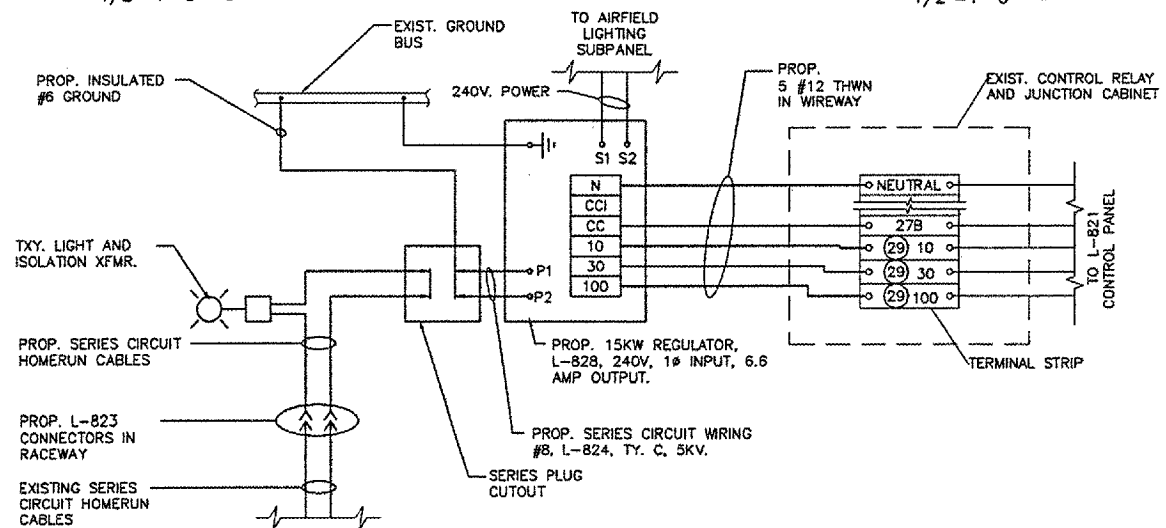 TO AIRFIELD
LIGHTING
SUBPANEL
EXIST. GROUND
BUS
PROP. INSULATED
#6 GROUND
240V. POWER
PROP.
5 #12 THWN
IN WIREWAY
EXIST. CONTROL RELAY
AND JUNCTION CABINET
S1 S2
N
CCI
CC
10
30
100
NEUTRAL
27B
29 10
29 30
29 100
TO L-821
CONTROL PANEL
TXY. LIGHT AND
ISOLATION XFMR.
P1
P2
PROP. SERIES CIRCUIT
HOMERUN CABLES
PROP. 15KW REGULATOR,
L-828, 240V, 1ø INPUT, 6.6
AMP OUTPUT.
TERMINAL STRIP
PROP. L-823
CONNECTORS IN
RACEWAY
PROP. SERIES CIRCUIT WIRING
#8, L-824, TY. C, 5KV.
SERIES PLUG
CUTOUT
EXISTING SERIES
CIRCUIT HOMERUN
CABLES